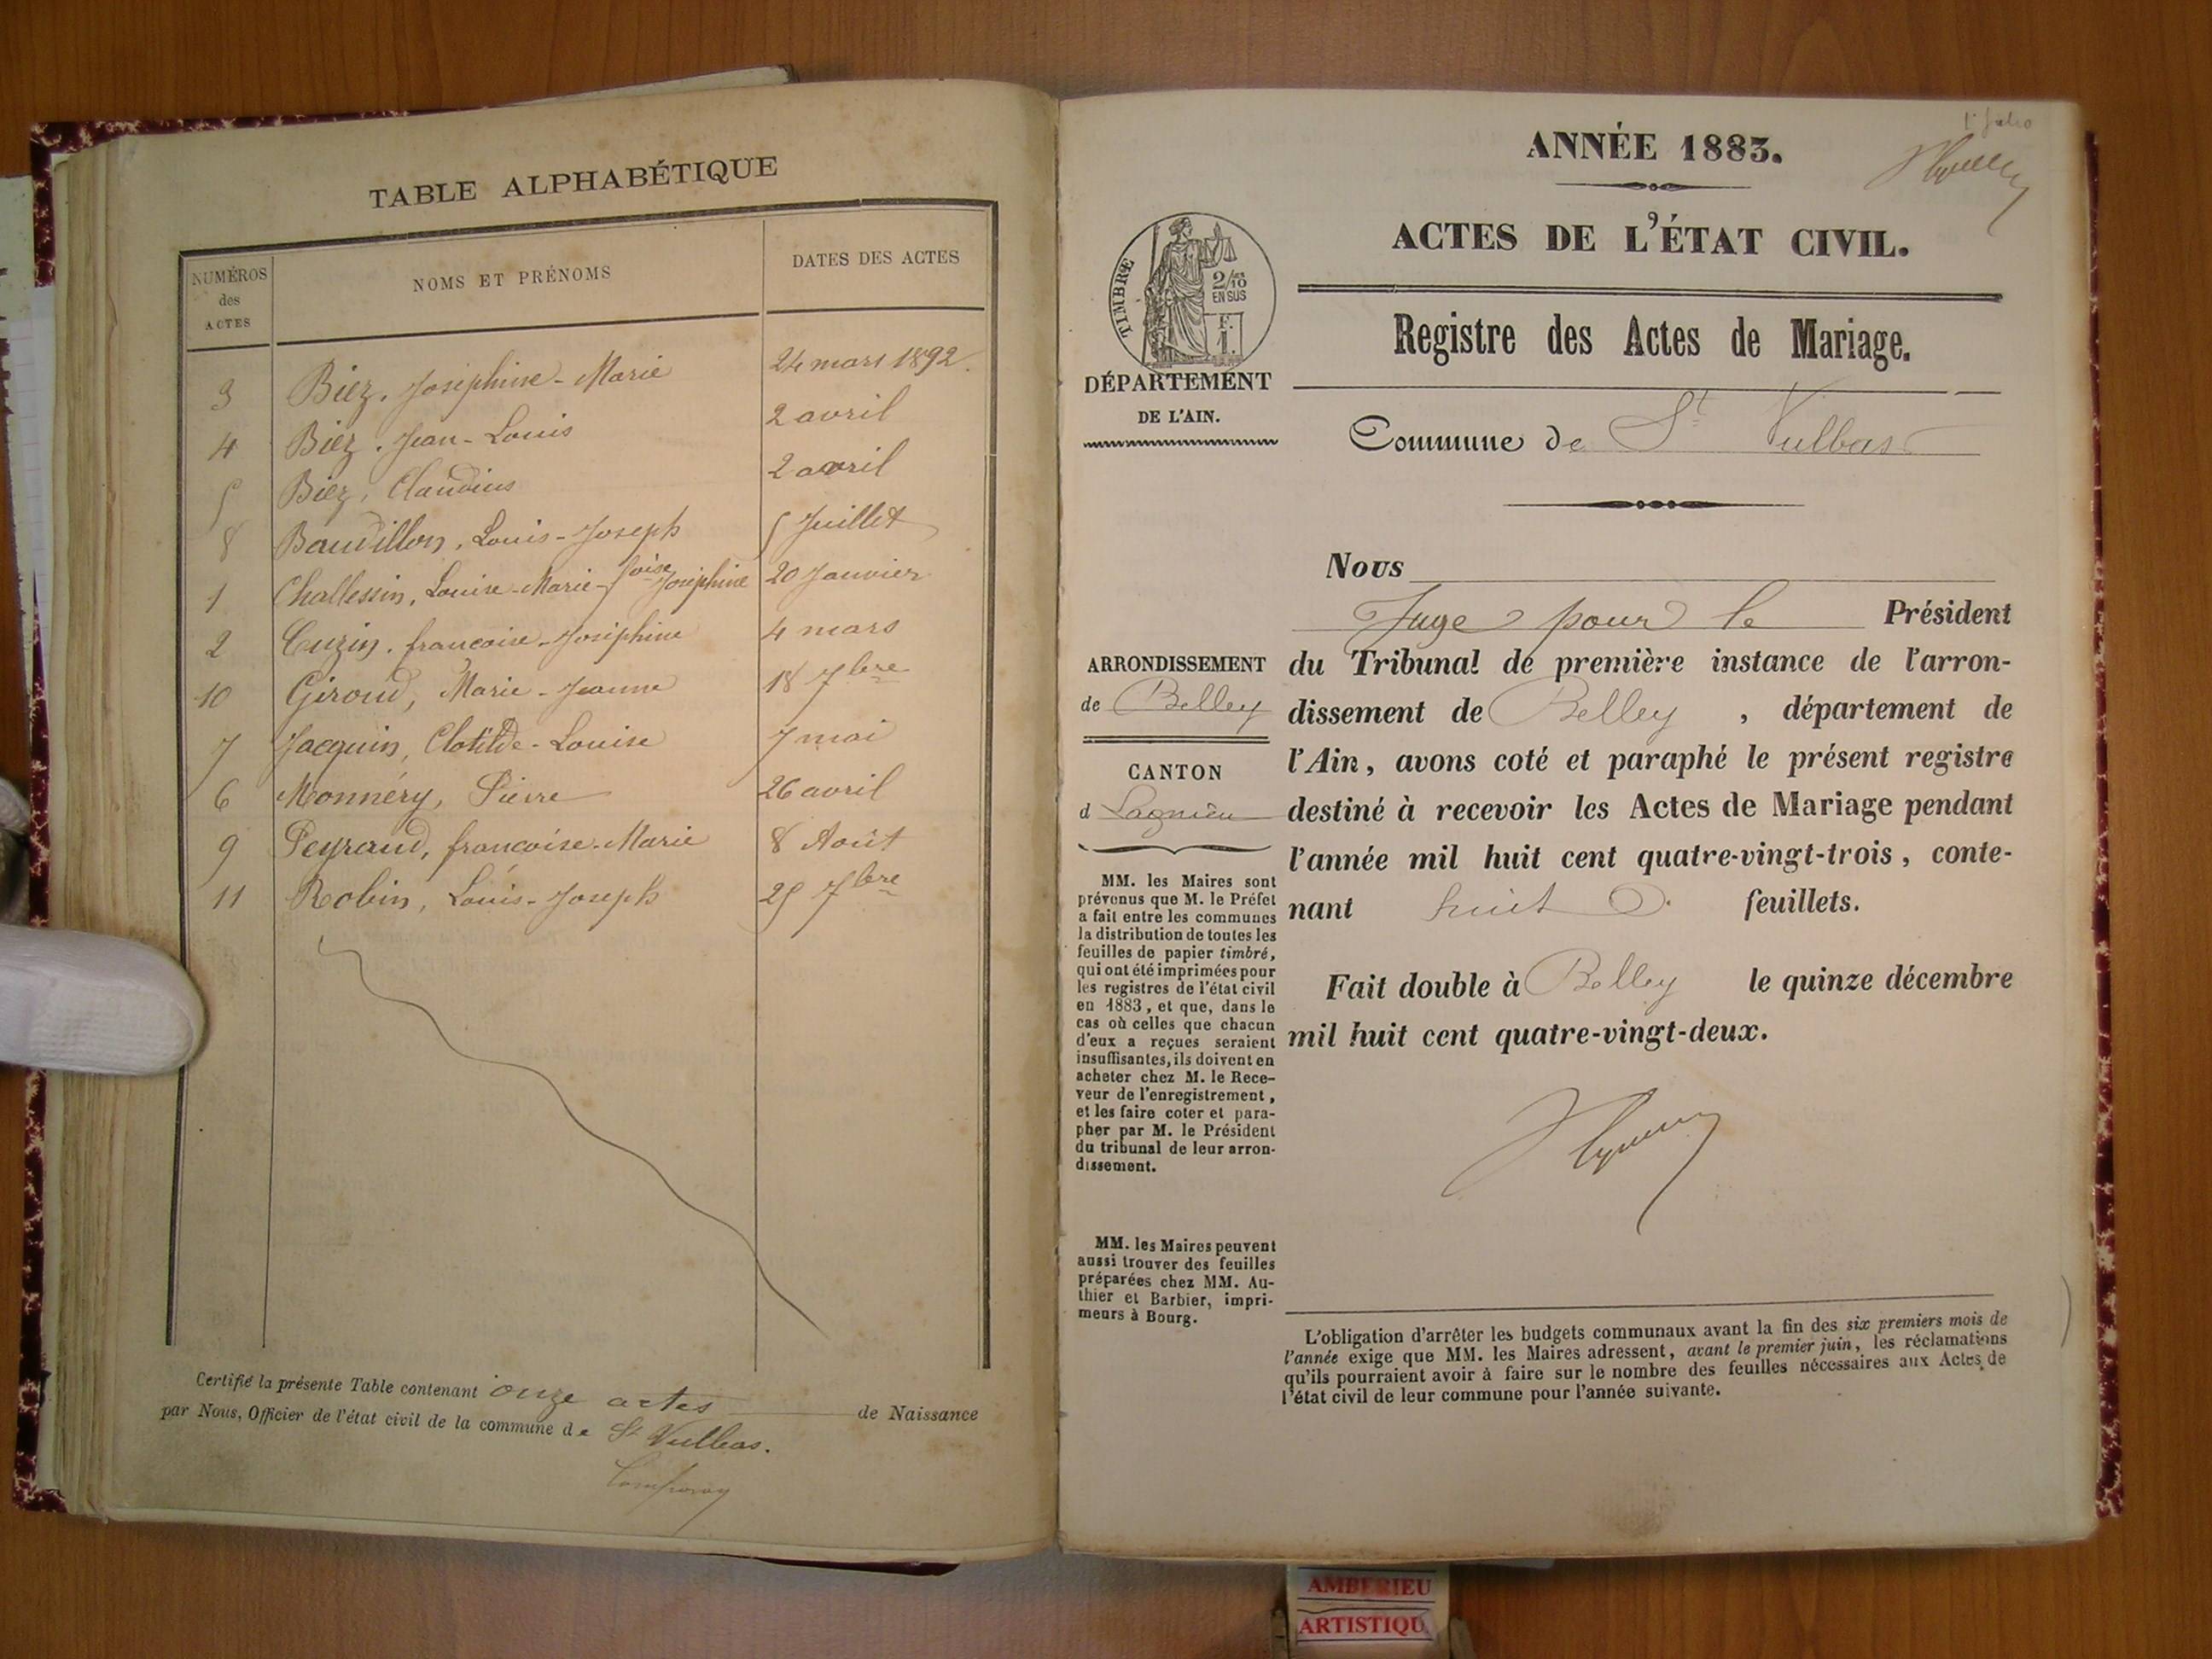 TABLE ALPHABÉTIQUE
NUMÉROS des ACTES | NOMS ET PRÉNOMS | DATES DES ACTES
3 Biez, Joséphine-Marie 24 mars 1892.
4 Biez, Jean-Louis 2 avril
5 Biez, Claudius 2 avril
8 Baudillon, Louis-Joseph 5 Juillet
1 Challessin, Louise-Marie-foise Joséphine 20 Janvier
2 Cuzin, francoise-Joséphine 4 mars
10 Giroud, Marie-Jeanne 18 7bre
7 Jacquin, Clotilde-Louise 7 mai
6 Monnéry, Pierre 26 avril
9 Peyraud, francoise-Marie 8 Août
11 Robin, Louis-Joseph 25 7bre
Certifié la présente Table contenant onze actes de Naissance
par Nous, Officier de l'état civil de la commune de St Vulbas.
1er folio
ANNÉE 1883.
ACTES DE L'ÉTAT CIVIL.
TIMBRE
2/10 EN SUS
F. 1.
Registre des Actes de Mariage.
DÉPARTEMENT
DE L'AIN.
Commune de St Vulbas
Nous
Juge pour le Président
ARRONDISSEMENT
de Belley
CANTON
d Lagnieu
du Tribunal de première instance de l'arron-
dissement de Belley, département de
l'Ain, avons coté et paraphé le présent registre
destiné à recevoir les Actes de Mariage pendant
l'année mil huit cent quatre-vingt-trois, conte-
nant huit feuillets.
Fait double à Belley le quinze décembre
mil huit cent quatre-vingt-deux.
MM. les Maires sont
prévenus que M. le Préfet
a fait entre les communes
la distribution de toutes les
feuilles de papier timbré,
qui ont été imprimées pour
les registres de l'état civil
en 1883, et que, dans le
cas où celles que chacun
d'eux a reçues seraient
insuffisantes, ils doivent en
acheter chez M. le Rece-
veur de l'enregistrement,
et les faire coter et para-
pher par M. le Président
du tribunal de leur arron-
dissement.
MM. les Maires peuvent
aussi trouver des feuilles
préparées chez MM. Au-
thier et Barbier, impri-
meurs à Bourg.
L'obligation d'arrêter les budgets communaux avant la fin des six premiers mois de
l'année exige que MM. les Maires adressent, avant le premier juin, les réclamations
qu'ils pourraient avoir à faire sur le nombre des feuilles nécessaires aux Actes de
l'état civil de leur commune pour l'année suivante.
AMBERIEU
ARTISTIQU